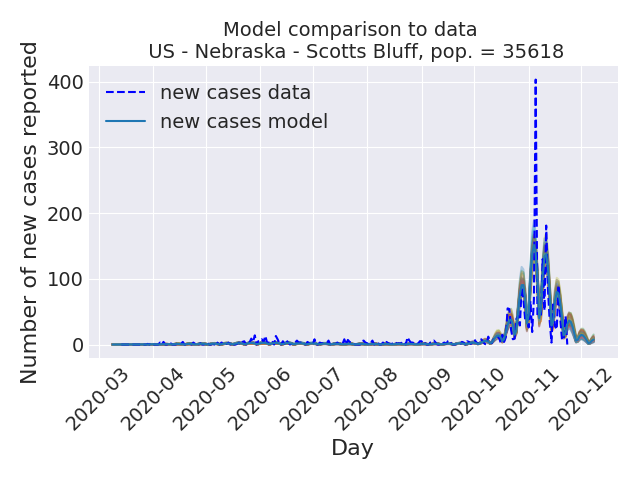 Model comparison to data
US - Nebraska - Scotts Bluff, pop. = 35618
Number of new cases reported
400
300
200
100
0
new cases data
new cases model
2020-03
2020-04
2020-05
2020-06
2020-07
2020-08
2020-09
2020-10
2020-11
2020-12
Day